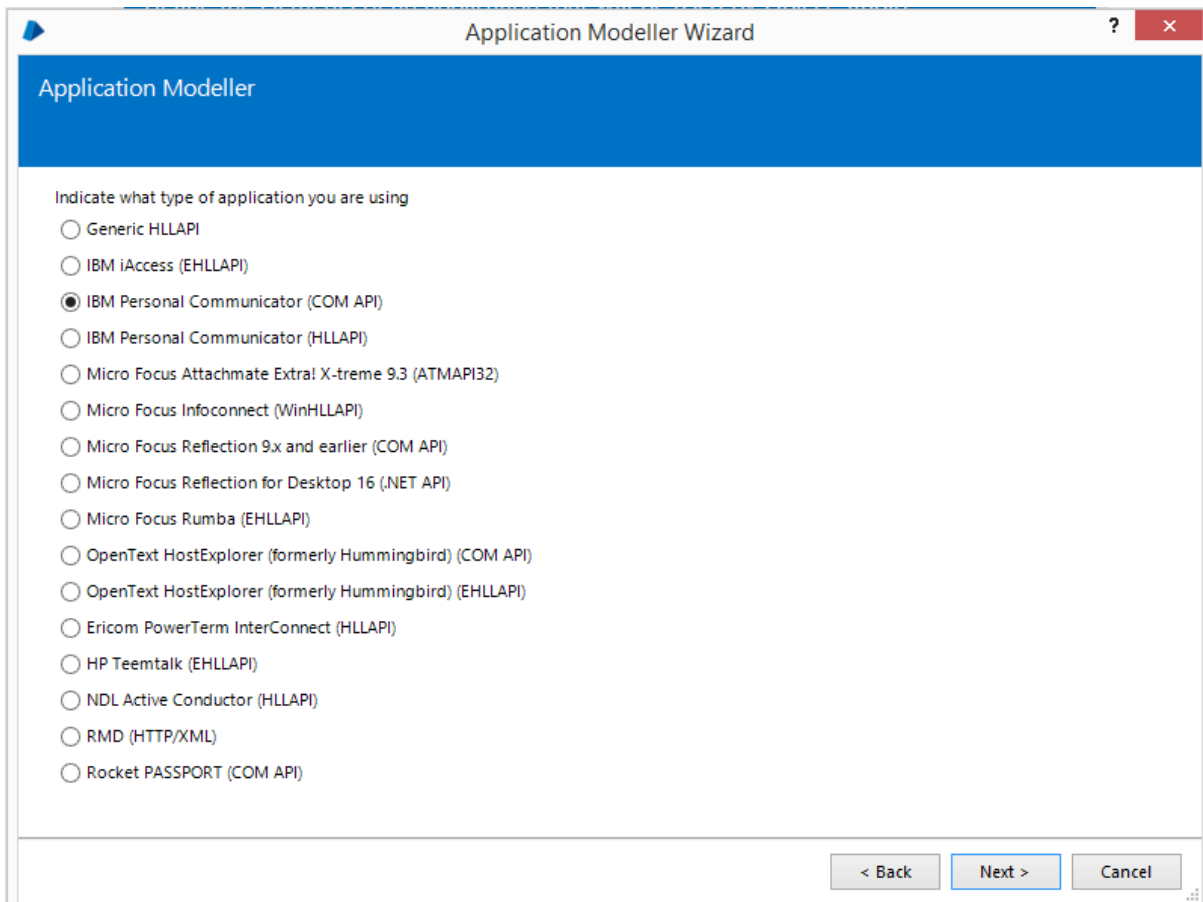 Application Modeller Wizard
?
Application Modeller
Indicate what type of application you are using
Generic HLLAPI
IBM iAccess (EHLLAPI)
IBM Personal Communicator (COM API)
IBM Personal Communicator (HLLAPI)
Micro Focus Attachmate Extra! X-treme 9.3 (ATMAPI32)
Micro Focus Infoconnect (WinHLLAPI)
Micro Focus Reflection 9.x and earlier (COM API)
Micro Focus Reflection for Desktop 16 (.NET API)
Micro Focus Rumba (EHLLAPI)
OpenText HostExplorer (formerly Hummingbird) (COM API)
OpenText HostExplorer (formerly Hummingbird) (EHLLAPI)
Ericom PowerTerm InterConnect (HLLAPI)
HP Teemtalk (EHLLAPI)
NDL Active Conductor (HLLAPI)
RMD (HTTP/XML)
Rocket PASSPORT (COM API)
< Back Next > Cancel